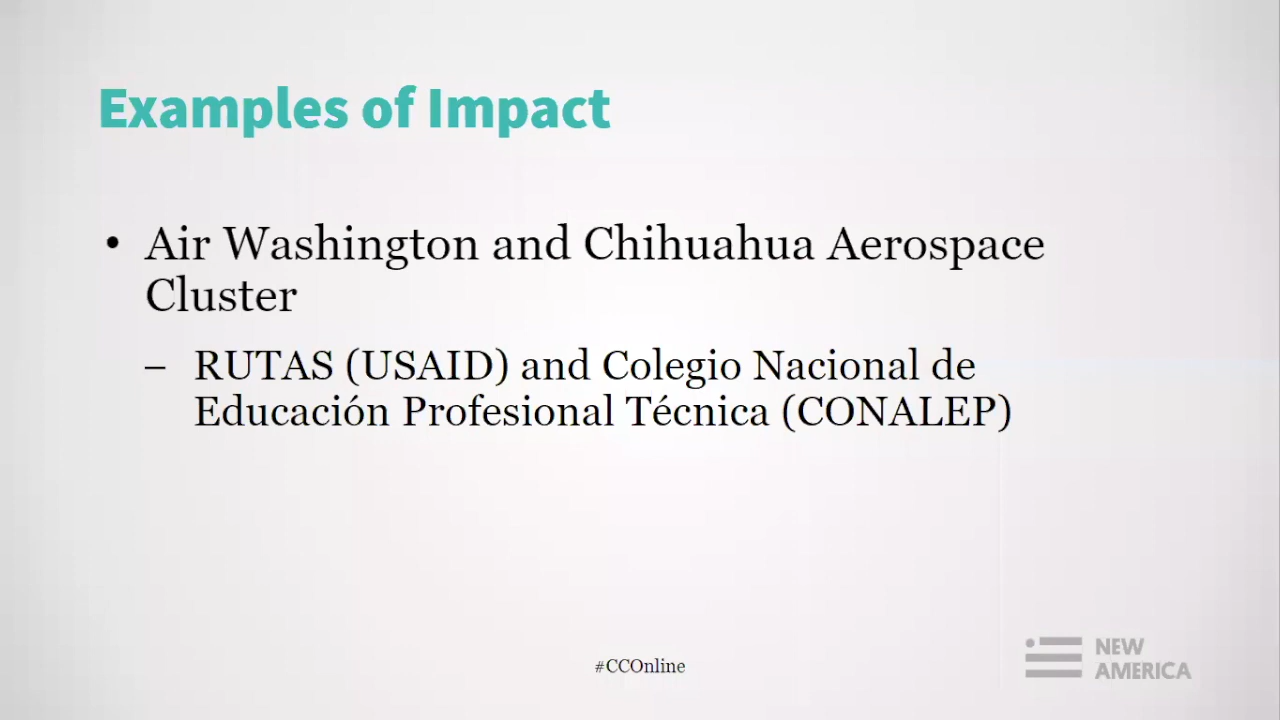 Examples of Impact
• Air Washington and Chihuahua Aerospace
Cluster
– RUTAS (USAID) and Colegio Nacional de
Educación Profesional Técnica (CONALEP)
#CCOnline
NEW
AMERICA